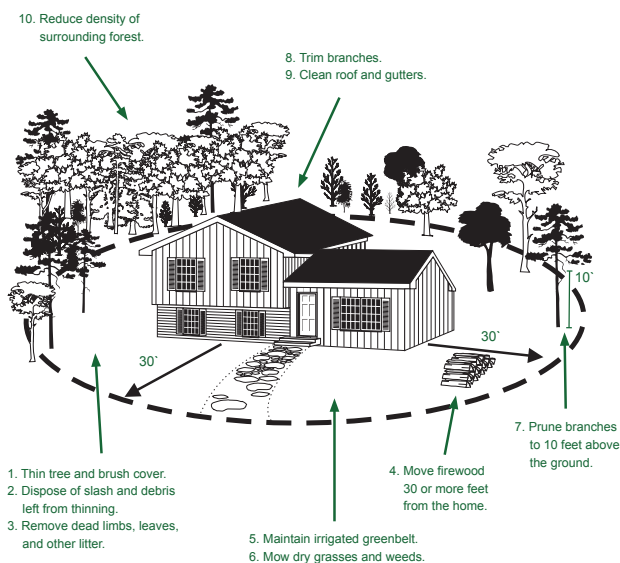 10. Reduce density of
surrounding forest.
8. Trim branches.
9. Clean roof and gutters.
10`
30`
30`
7. Prune branches
to 10 feet above
the ground.
1. Thin tree and brush cover.
2. Dispose of slash and debris
left from thinning.
3. Remove dead limbs, leaves,
and other litter.
4. Move firewood
30 or more feet
from the home.
5. Maintain irrigated greenbelt.
6. Mow dry grasses and weeds.